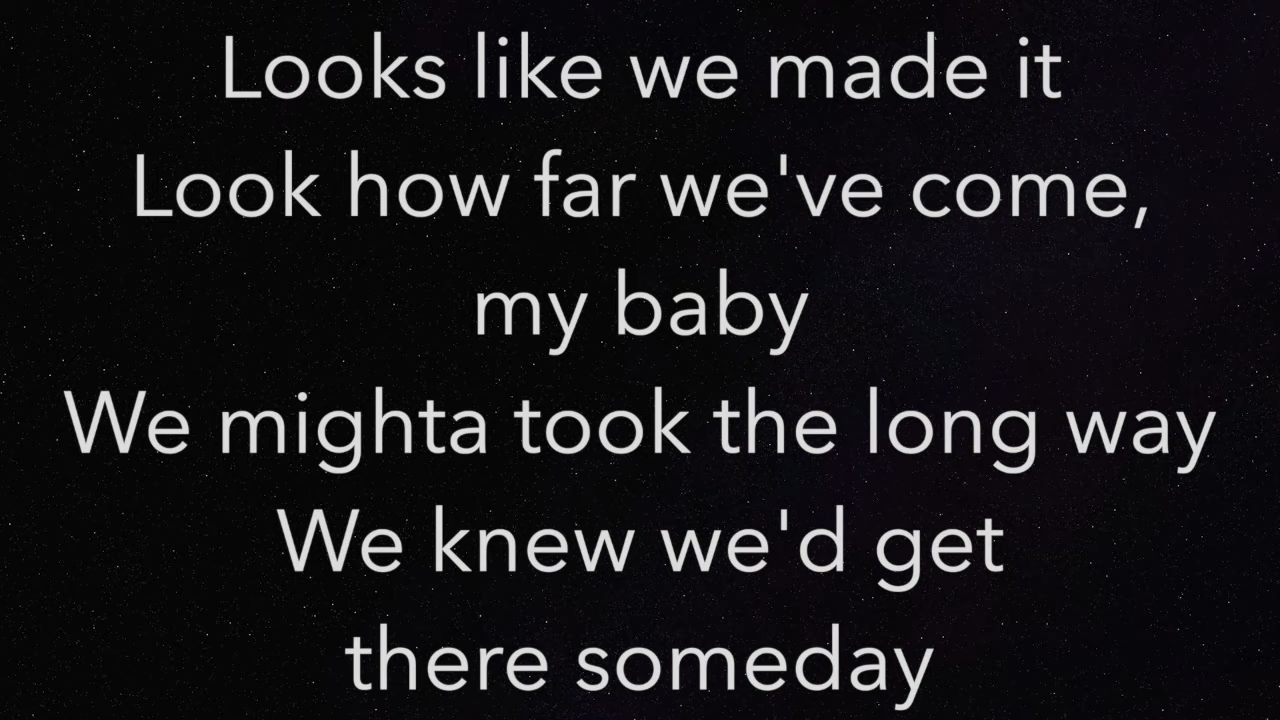 Looks like we made it
Look how far we've come,
my baby
We mighta took the long way
We knew we'd get
there someday